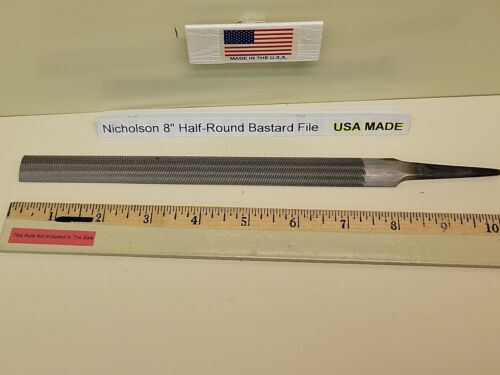 MADE IN THE U.S.A.
Nicholson 8" Half-Round Bastard File USA MADE
1 2 3 4 5 6 7 8 9 10
This Rule Not Included In The Sale